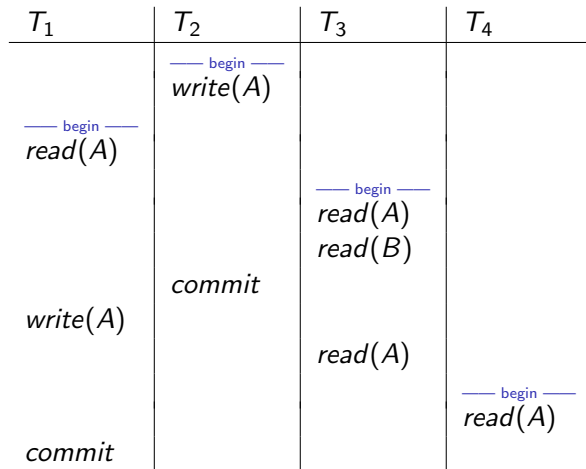 T1 T2 T3 T4
begin
write(A)
begin
read(A)
begin
read(A)
read(B)
commit
write(A)
read(A)
begin
read(A)
commit